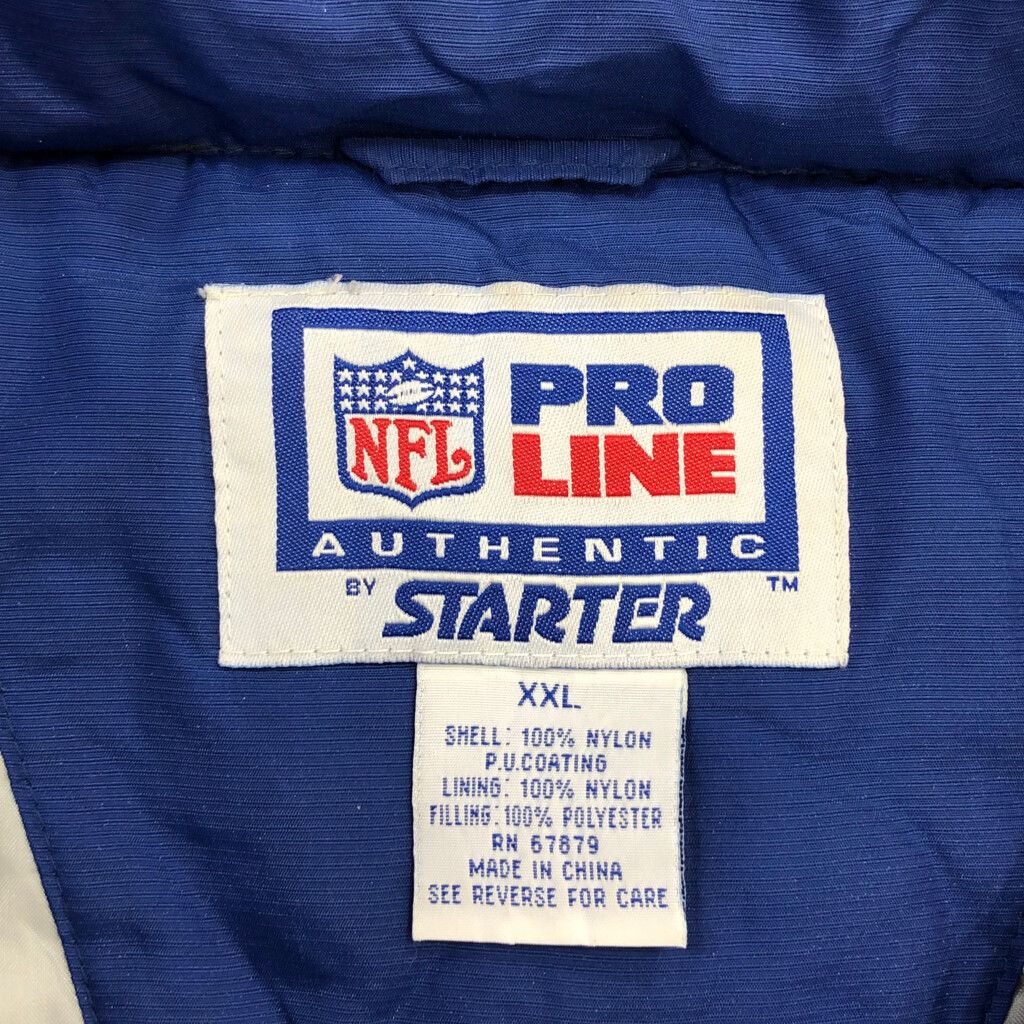 NFL
PRO
LINE
AUTHENTIC
BY STARTER TM
XXL
SHELL: 100% NYLON
P.U.COATING
LINING: 100% NYLON
FILLING: 100% POLYESTER
RN 67879
MADE IN CHINA
SEE REVERSE FOR CARE